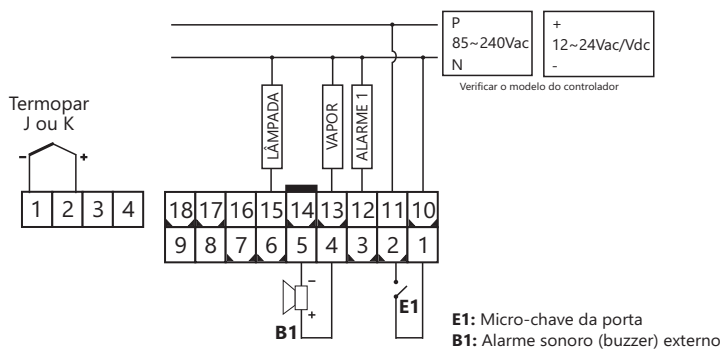 P
85~240Vac
N
+
12~24Vac/Vdc
-
Verificar o modelo do controlador
Termopar
J ou K
- +
LÂMPADA
VAPOR
ALARME 1
1 2 3 4
18 17 16 15 14 13 12 11 10
9 8 7 6 5 4 3 2 1
-
+
B1
E1
E1: Micro-chave da porta
B1: Alarme sonoro (buzzer) externo